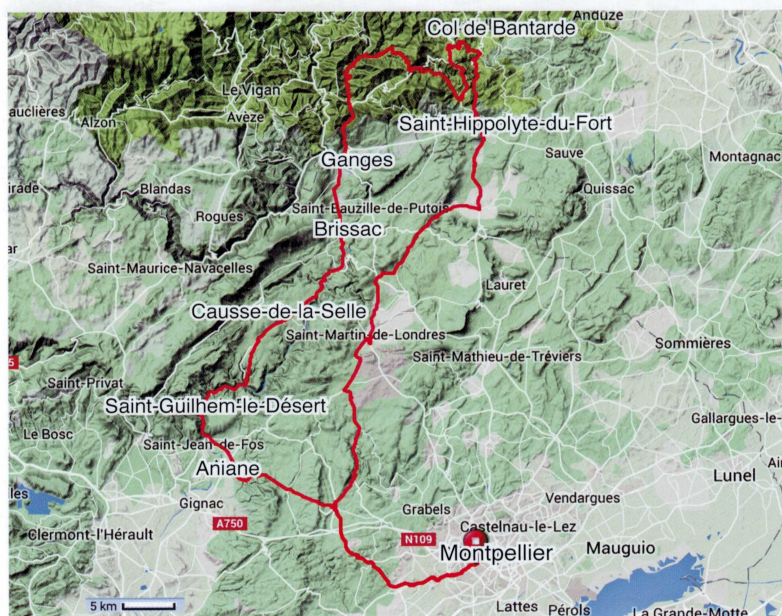 Col de Bantarde
Anduze
Le Vigan
Avèze
auclières
Alzon
Saint-Hippolyte-du-Fort
Sauve
Montagnac
Ganges
irade
Blandas
Quissac
Rogues
Saint-Bauzille-de-Putois
Brissac
ar
Saint-Maurice-Navacelles
Lauret
Causse-de-la-Selle
Saint-Martin-de-Londres
Sommières
Saint-Mathieu-de-Tréviers
5
Saint-Privat
Saint-Guilhem-le-Désert
Gallargues-le-
Le Bosc
Saint-Jean-de-Fos
Aniane
Lunel
les
Gignac
Grabels
Vendargues
A750
Castelnau-le-Lez
Clermont-l'Hérault
N109
Montpellier
Mauguio
5 km
Lattes
Pérols
La Grande-Motte